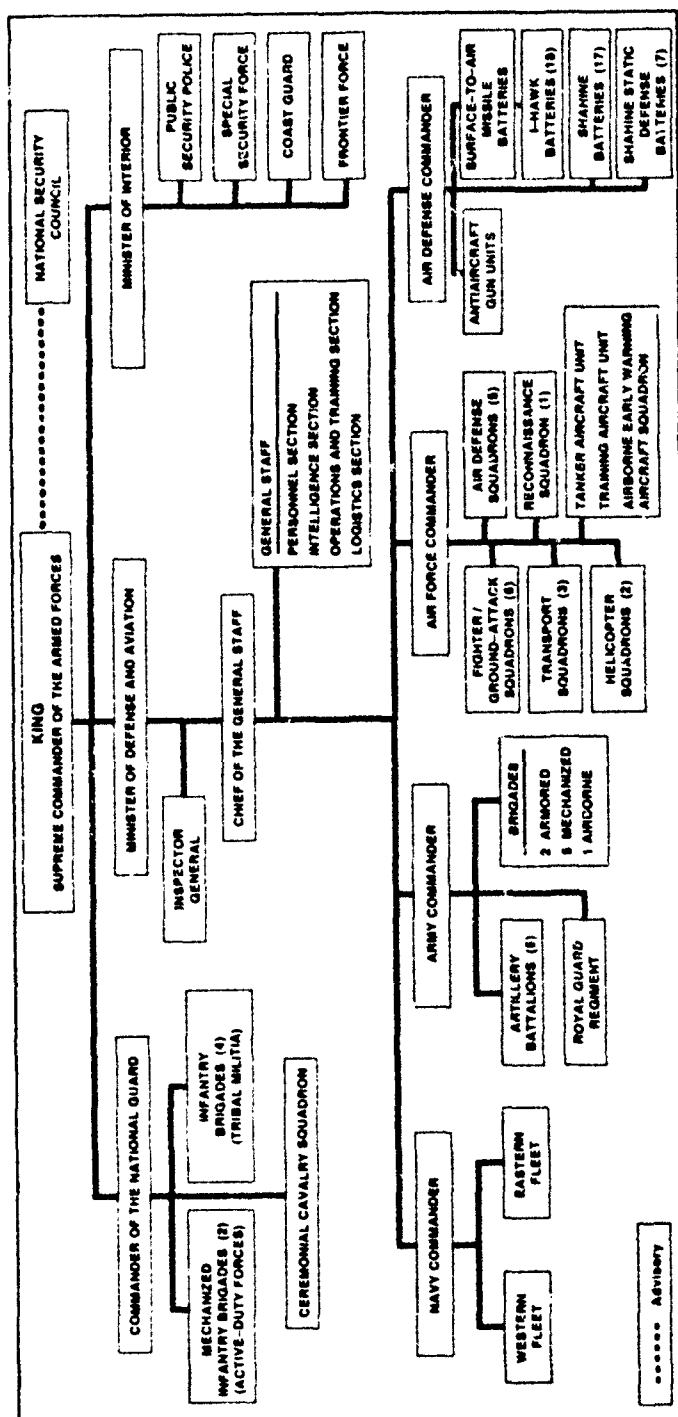 KING
SUPREME COMMANDER OF THE ARMED FORCES
NATIONAL SECURITY
COUNCIL
COMMANDER OF THE NATIONAL GUARD
MECHANIZED
INFANTRY BRIGADES (2)
(ACTIVE-DUTY FORCES)
INFANTRY
BRIGADES (4)
(TRIBAL MILITIA)
CEREMONIAL CAVALRY SQUADRON
MINISTER OF DEFENSE AND AVIATION
INSPECTOR
GENERAL
CHIEF OF THE GENERAL STAFF
GENERAL STAFF
PERSONNEL SECTION
INTELLIGENCE SECTION
OPERATIONS AND TRAINING SECTION
LOGISTICS SECTION
MINISTER OF INTERIOR
PUBLIC
SECURITY POLICE
SPECIAL
SECURITY FORCE
COAST GUARD
FRONTIER FORCE
NAVY COMMANDER
WESTERN
FLEET
EASTERN
FLEET
ARMY COMMANDER
ARTILLERY
BATTALIONS (5)
BRIGADES
2 ARMORED
5 MECHANIZED
1 AIRBORNE
ROYAL GUARD
REGIMENT
AIR FORCE COMMANDER
FIGHTER/
GROUND-ATTACK
SQUADRONS (6)
AIR DEFENSE
SQUADRONS (5)
TRANSPORT
SQUADRONS (3)
RECONNAISSANCE
SQUADRON (1)
HELICOPTER
SQUADRONS (2)
TANKER AIRCRAFT UNIT
TRAINING AIRCRAFT UNIT
AIRBORNE EARLY WARNING
AIRCRAFT SQUADRON
AIR DEFENSE COMMANDER
ANTIAIRCRAFT
GUN UNITS
SURFACE-TO-AIR
MISSILE
BATTERIES
I-HAWK
BATTERIES
SHAHINE
BATTERIES (17)
SHAHINE STATIC
DEFENSE
BATTERIES (7)
Advisory